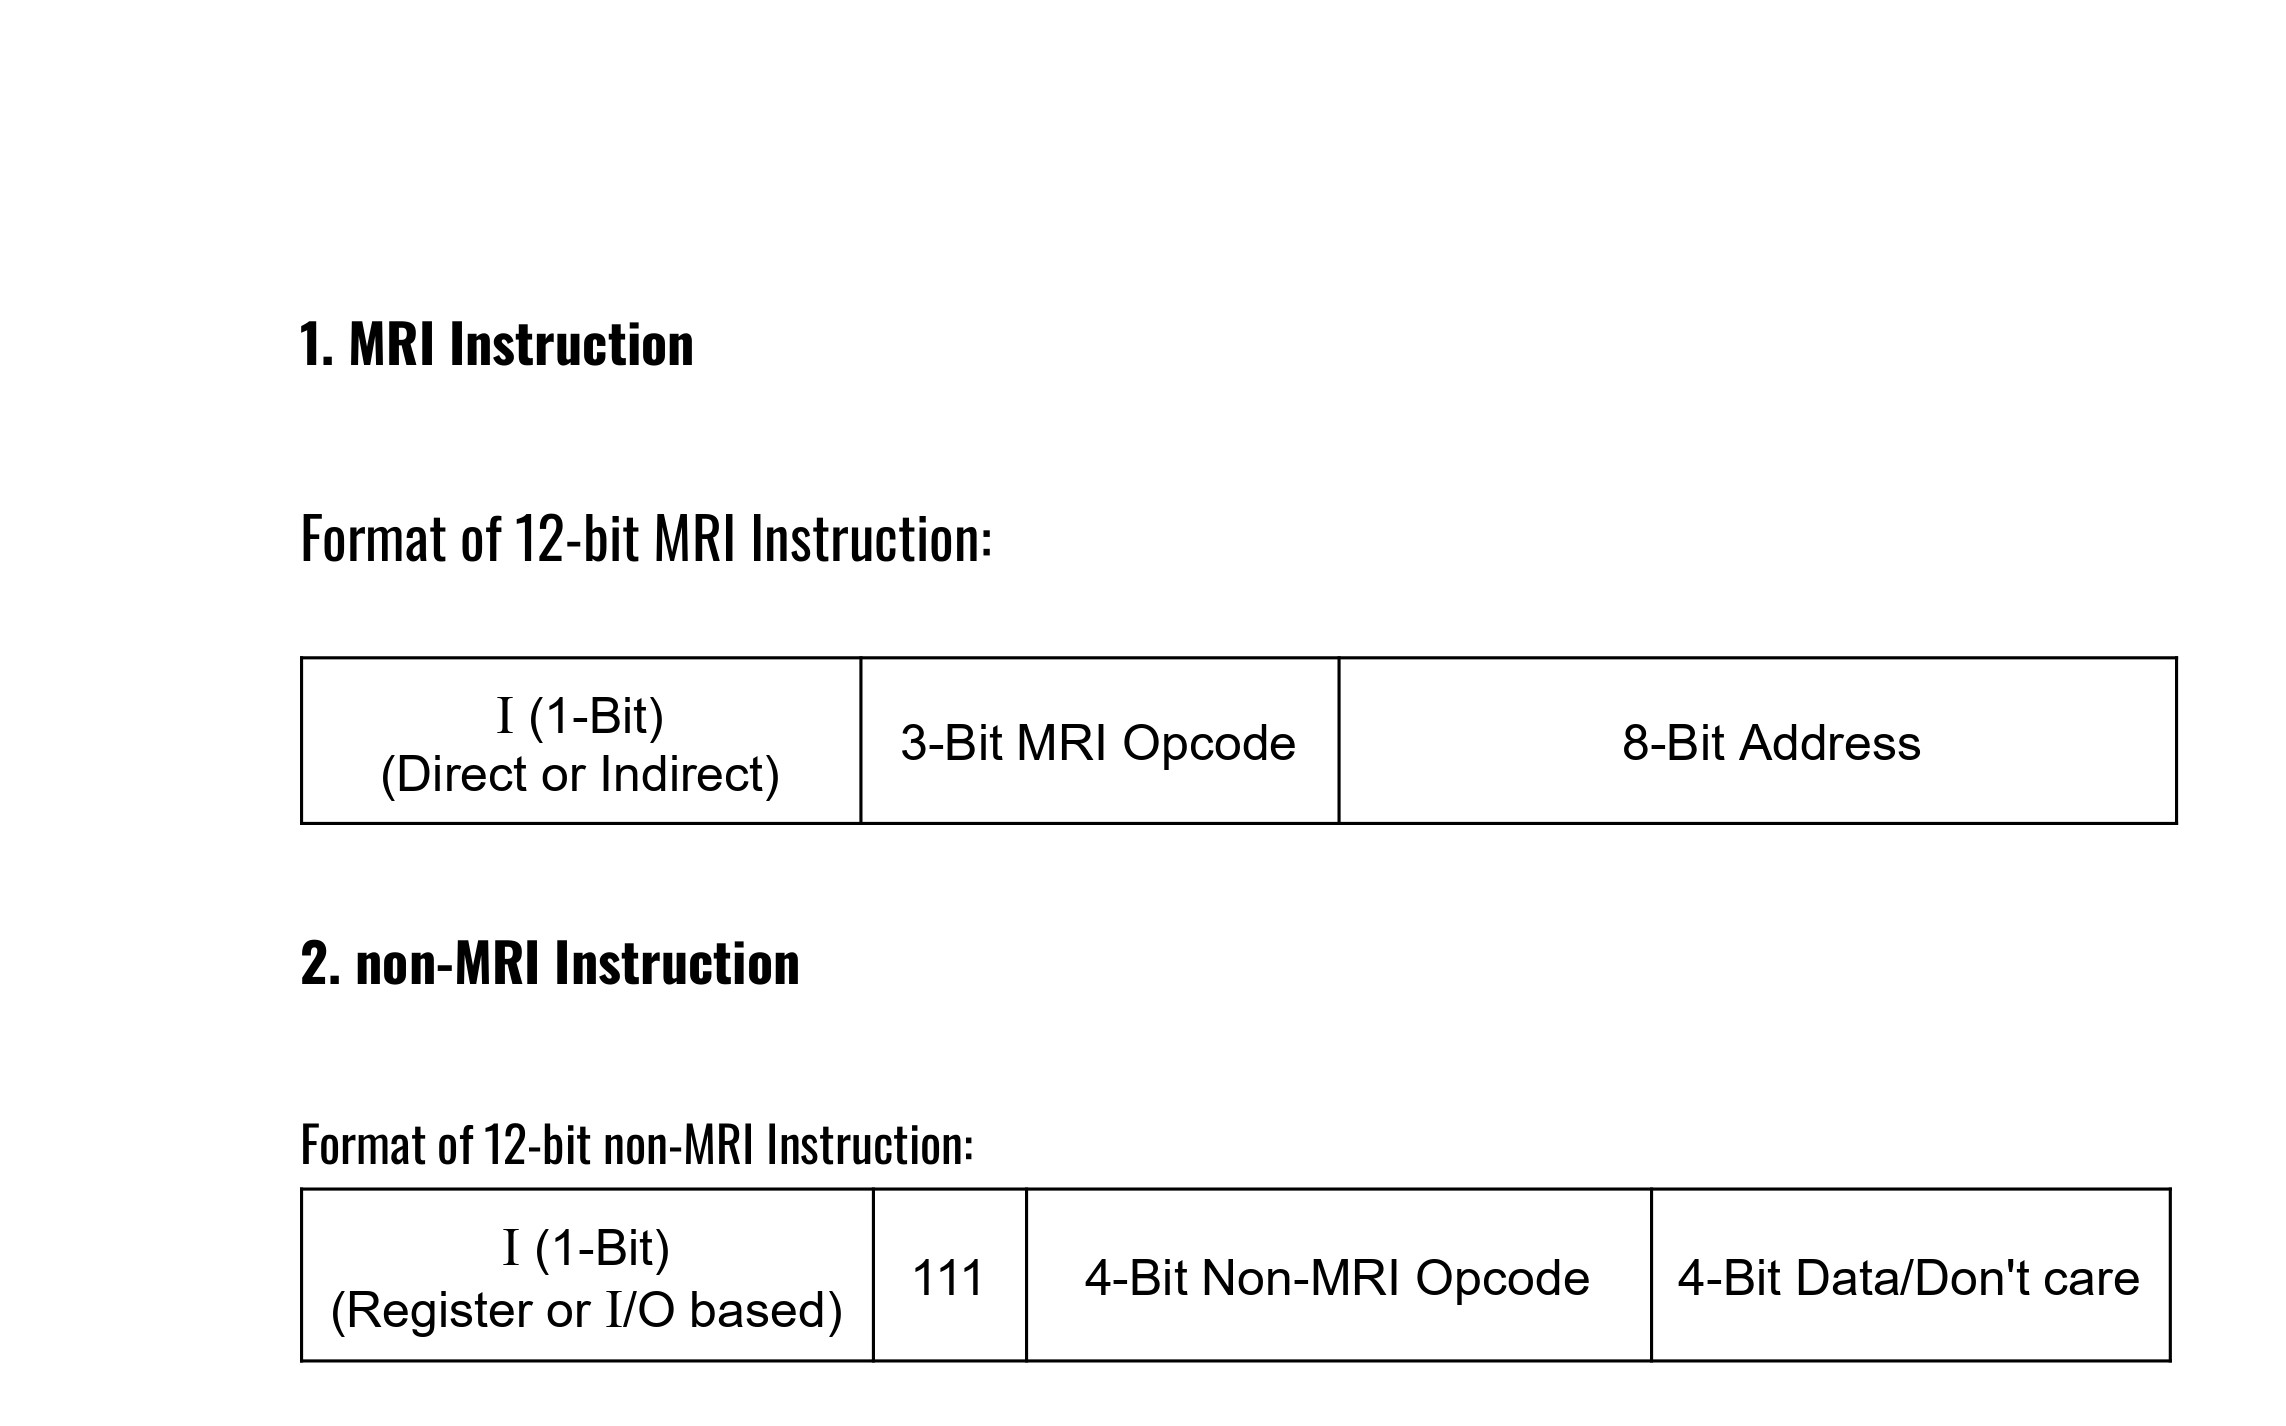 1. MRI Instruction
Format of 12-bit MRI Instruction:
I (1-Bit)
(Direct or Indirect)
3-Bit MRI Opcode
8-Bit Address
2. non-MRI Instruction
Format of 12-bit non-MRI Instruction:
I (1-Bit)
(Register or I/O based)
111
4-Bit Non-MRI Opcode
4-Bit Data/Don't care